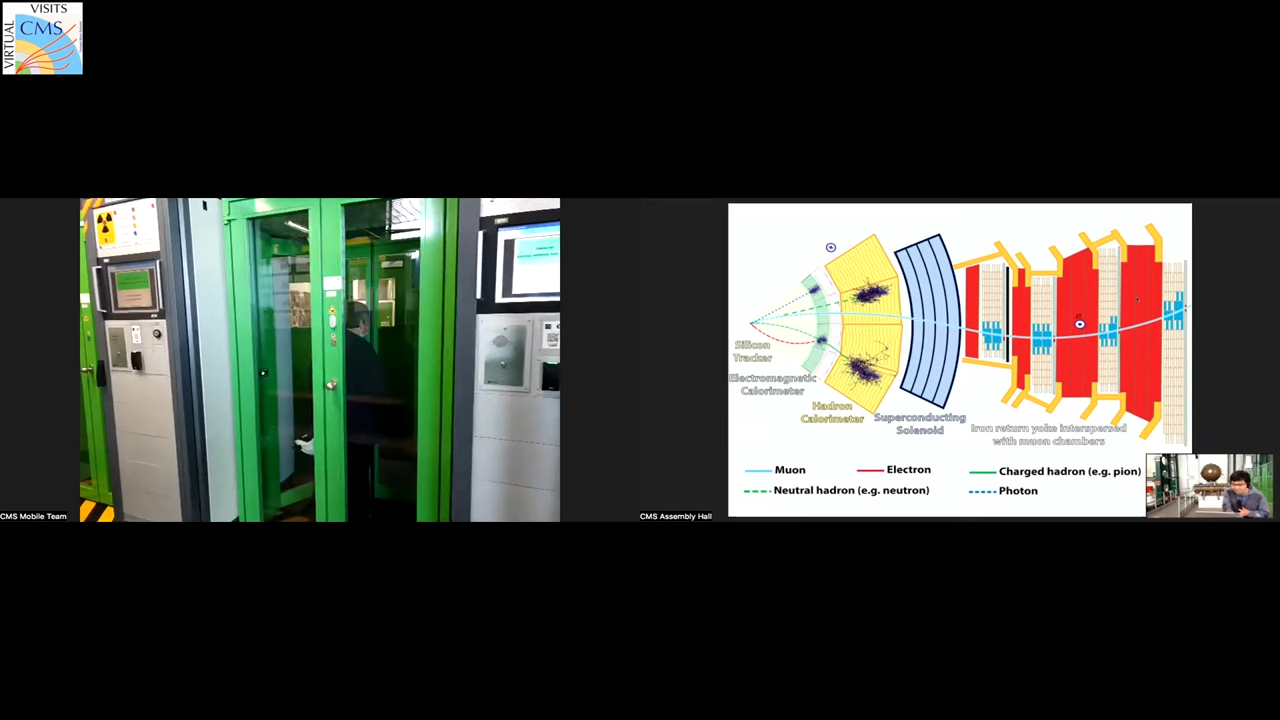 VISITS
CMS
VIRTUAL
Silicon
Tracker
Electromagnetic
Calorimeter
Hadron
Calorimeter
Superconducting
Solenoid
Iron return yoke interspersed
with muon chambers
Muon
Electron
Charged hadron (e.g. pion)
Neutral hadron (e.g. neutron)
Photon
CMS Mobile Team
CMS Assembly Hall